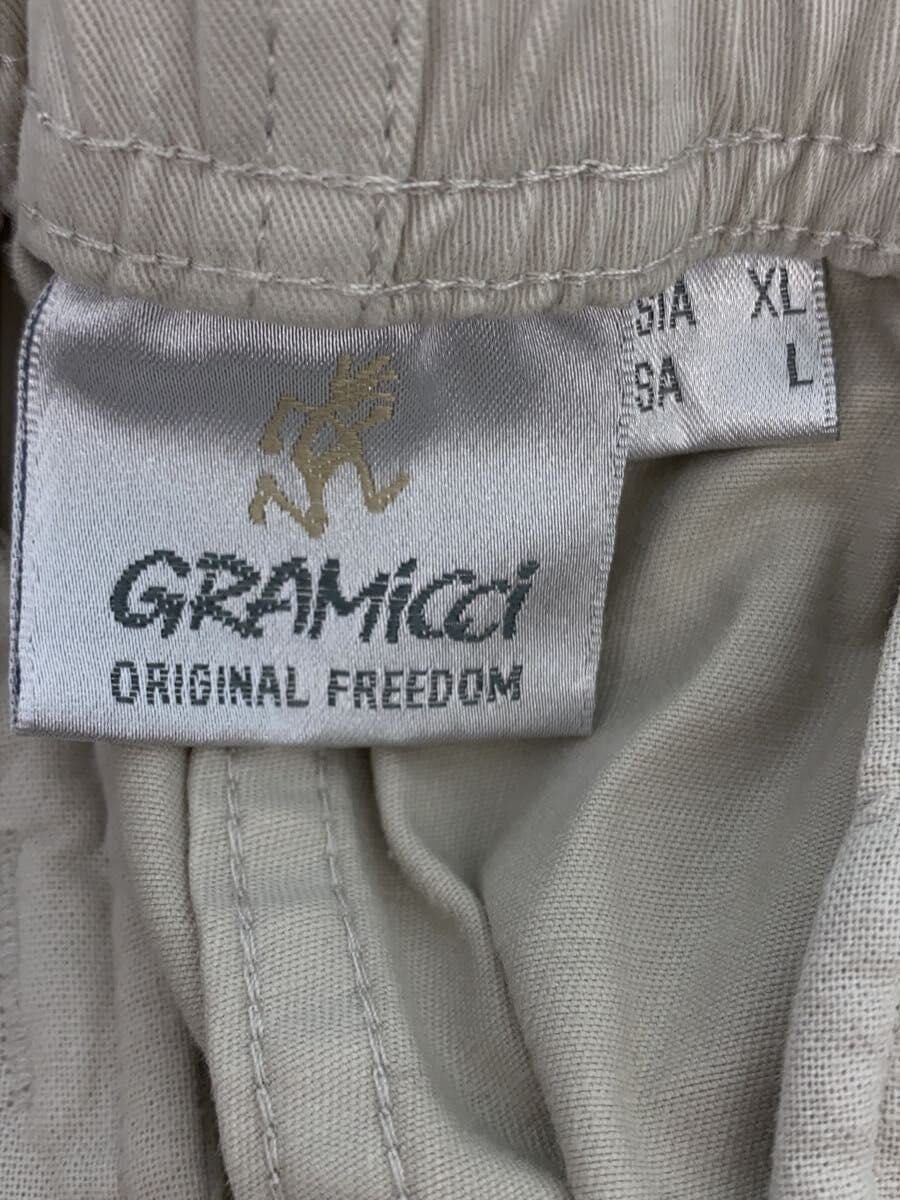 GRAMicci
ORIGINAL FREEDOM
SIA XL
SA L